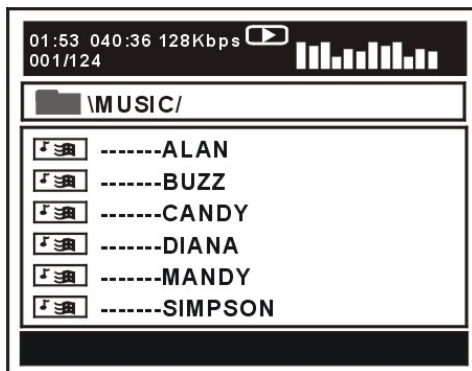 01:53 040:36 128Kbps
001/124
\MUSIC/
-------ALAN
-------BUZZ
-------CANDY
-------DIANA
-------MANDY
-------SIMPSON